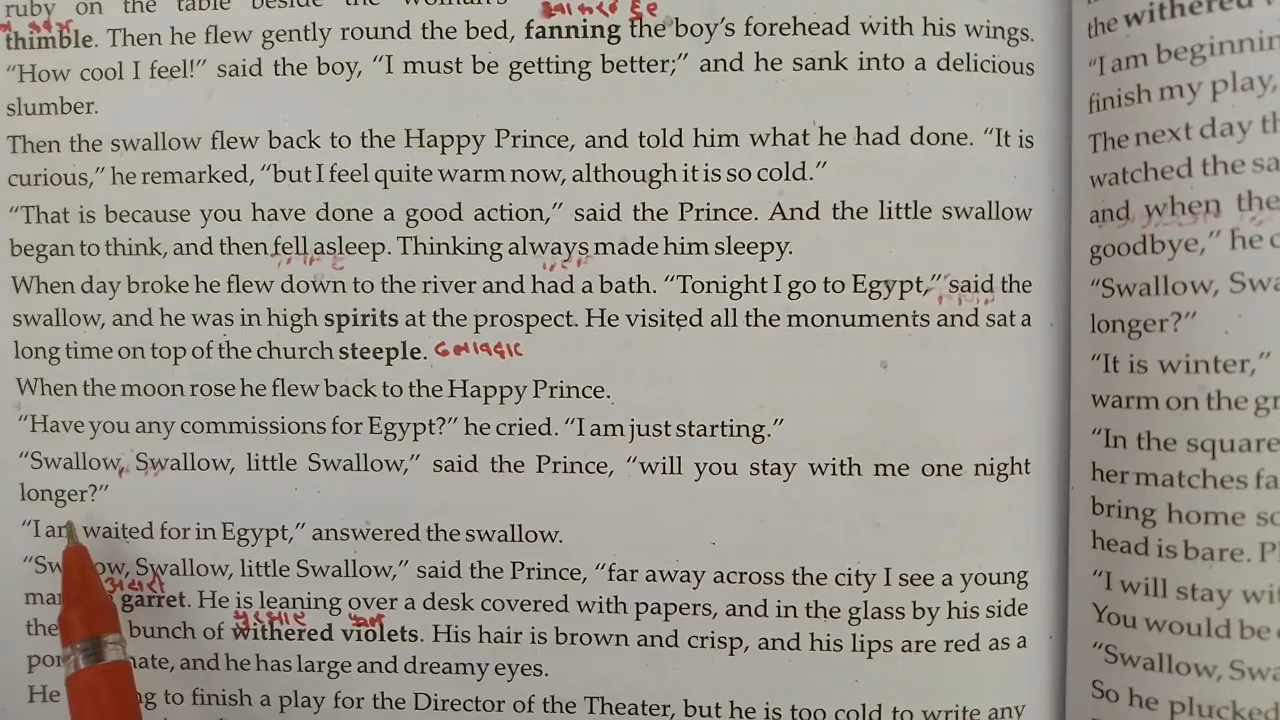 ruby on the table beside the woman's
thimble. Then he flew gently round the bed, fanning the boy's forehead with his wings.
"How cool I feel!" said the boy, "I must be getting better;" and he sank into a delicious
slumber.
Then the swallow flew back to the Happy Prince, and told him what he had done. "It is
curious," he remarked, "but I feel quite warm now, although it is so cold."
"That is because you have done a good action," said the Prince. And the little swallow
began to think, and then fell asleep. Thinking always made him sleepy.
When day broke he flew down to the river and had a bath. "Tonight I go to Egypt," said the
swallow, and he was in high spirits at the prospect. He visited all the monuments and sat a
long time on top of the church steeple.
When the moon rose he flew back to the Happy Prince.
"Have you any commissions for Egypt?" he cried. "I am just starting."
"Swallow, Swallow, little Swallow," said the Prince, "will you stay with me one night
longer?"
"I am waited for in Egypt," answered the swallow.
"Sw ow, Swallow, little Swallow," said the Prince, "far away across the city I see a young
garret. He is leaning over a desk covered with papers, and in the glass by his side
the bunch of withered violets. His hair is brown and crisp, and his lips are red as a
nate, and he has large and dreamy eyes.
He ng to finish a play for the Director of the Theater, but he is too cold to write any
the withered
"I am beginnin
finish my play,
The next day th
watched the sa
and when the
goodbye," he c
"Swallow, Swa
longer?"
"It is winter,"
warm on the gr
"In the square
her matches fa
bring home so
head is bare. P
"I will stay wit
You would be
"Swallow, Swa
So he plucked